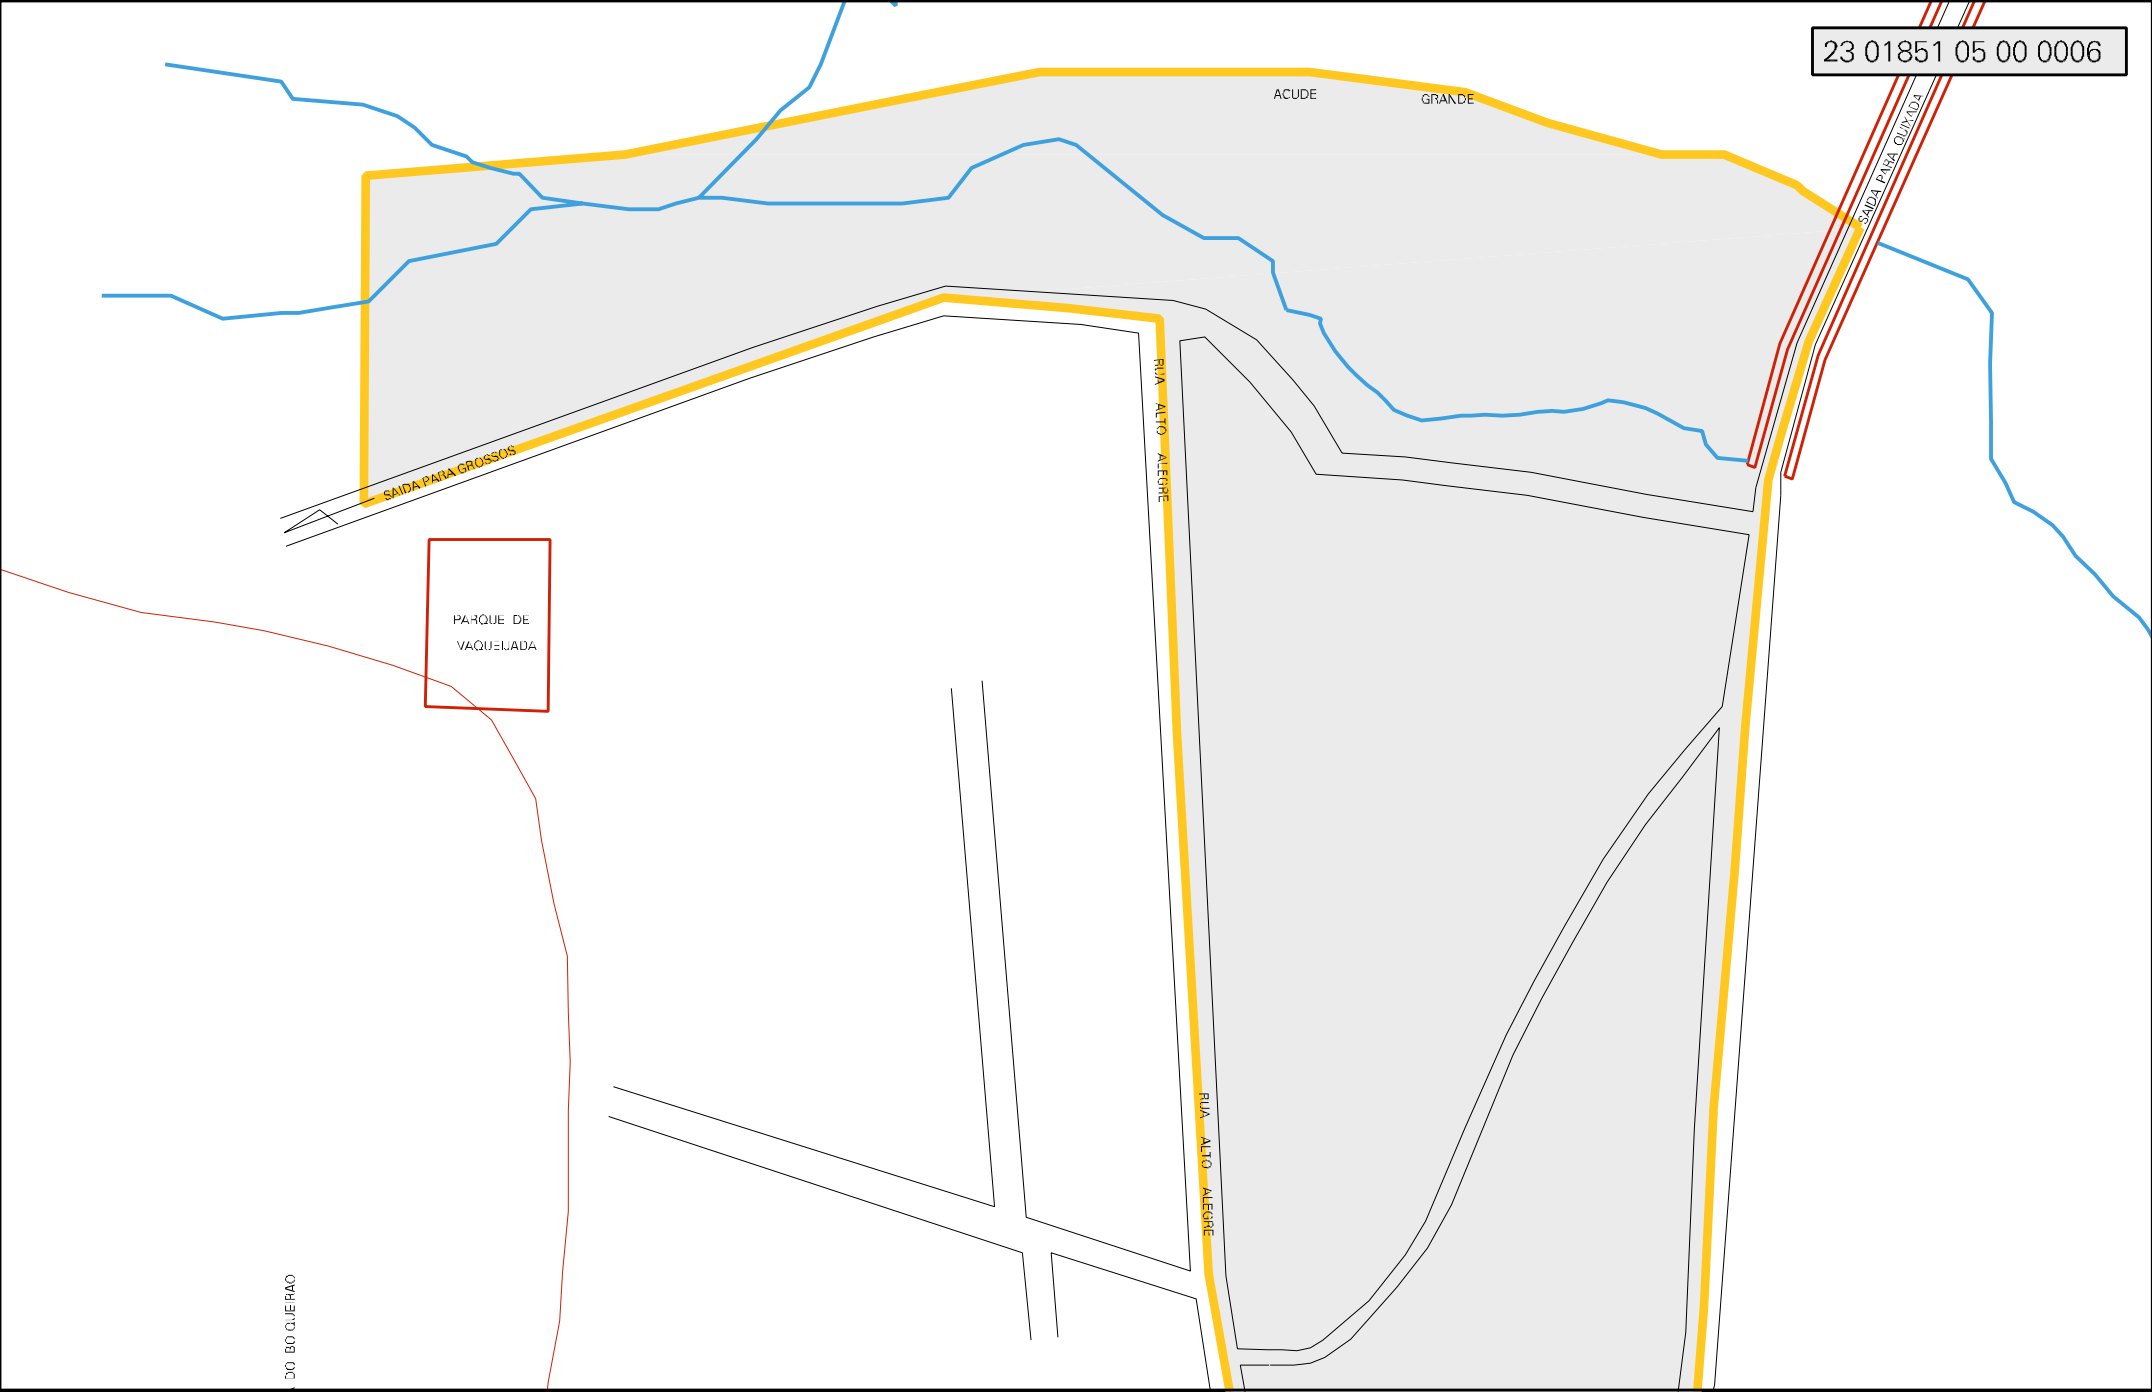 23 01851 05 00 0006
ACUDE GRANDE
SAIDA PARA QUIXADA
RUA ALTO ALEGRE
SAIDA PARA GROSSOS
PARQUE DE
VAQUEIJADA
RUA ALTO ALEGRE
DO BOQUEIRAO